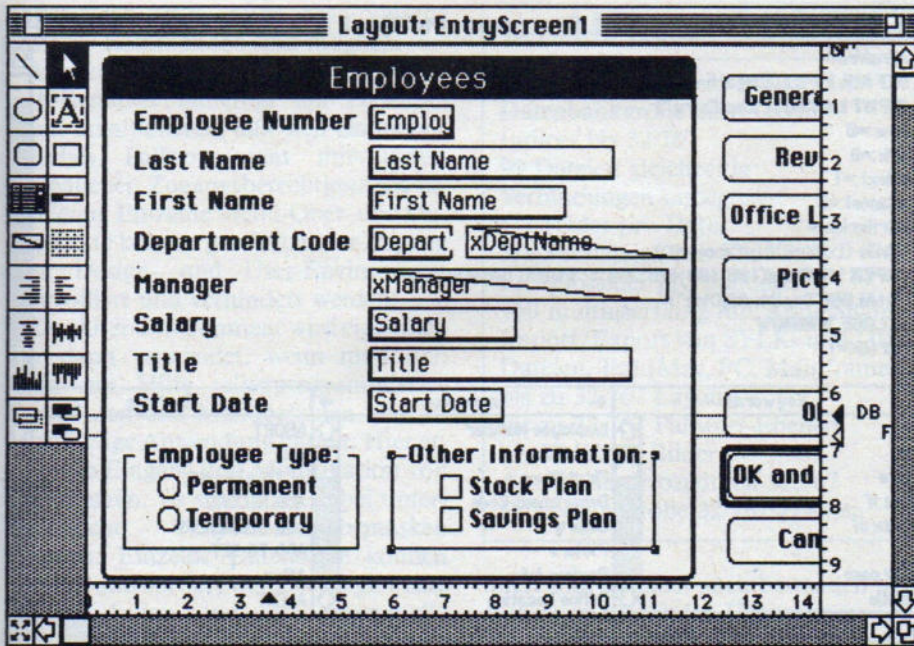 Layout: EntryScreen1
Employees
Employee Number Employ
Last Name Last Name
First Name First Name
Department Code Depart xDeptName
Manager xManager
Salary Salary
Title Title
Start Date Start Date
Employee Type:
Permanent
Temporary
Other Information:
Stock Plan
Savings Plan
A
Gener
Rev
Office L
Pict
OK and
Can
1
2
3
4
6
7
8
9
DB
F
0 1 2 3 4 5 6 7 8 9 10 11 12 13 14